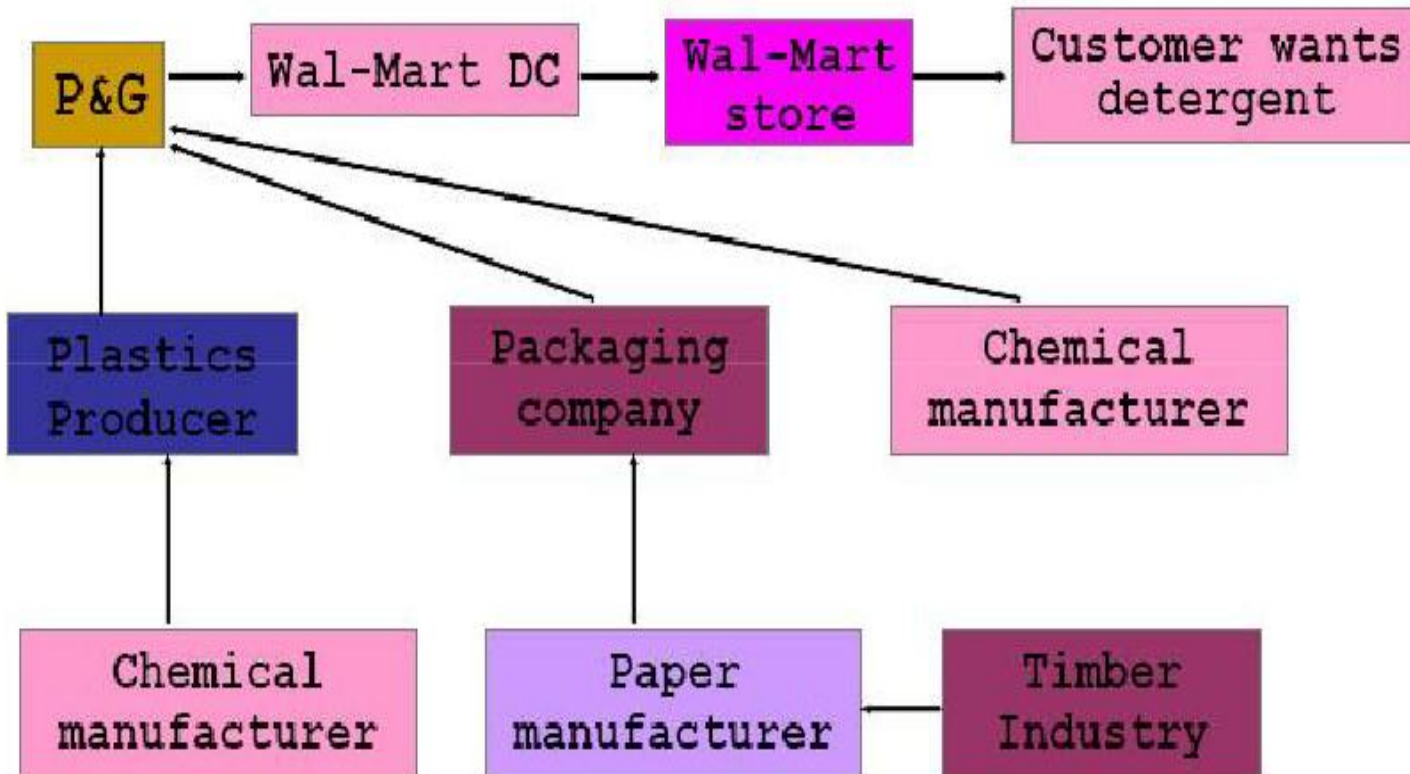 P&G
Wal-Mart DC
Wal-Mart
store
Customer wants
detergent
Plastics
Producer
Packaging
company
Chemical
manufacturer
Chemical
manufacturer
Paper
manufacturer
Timber
Industry